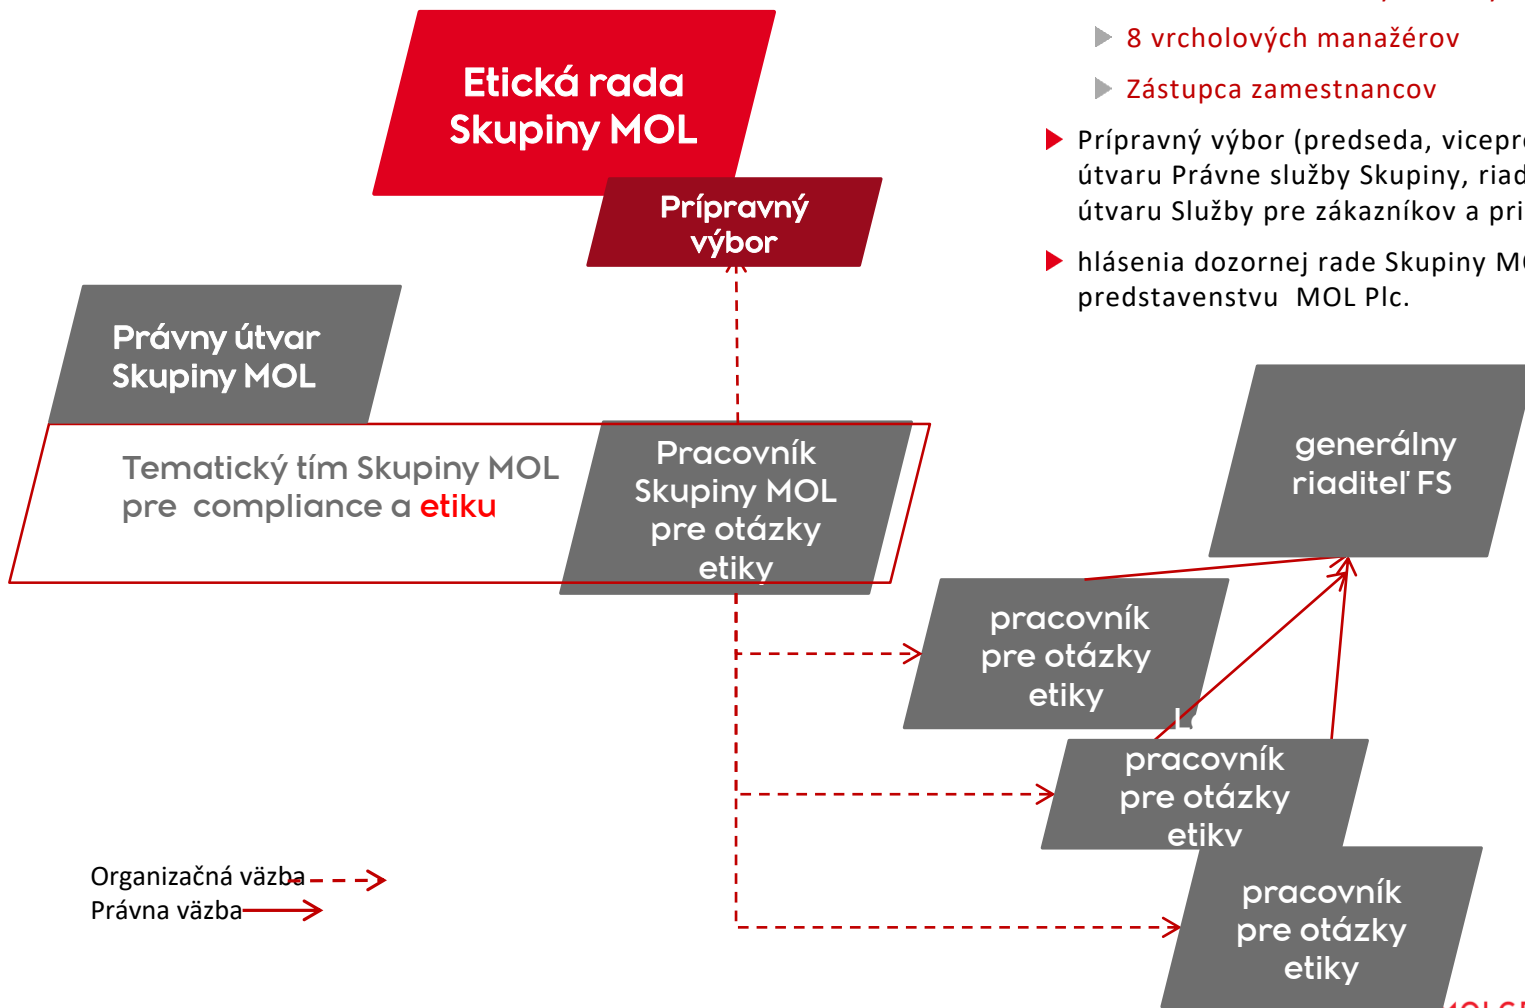 Etická rada
Skupiny MOL
Prípravný
výbor
8 vrcholových manažérov
Zástupca zamestnancov
Prípravný výbor (predseda,
útvaru Právne služby Skupiny,
útvaru Služby pre zákazníkov a
hlásenia dozornej rade Skupiny
predstavenstvu MOL Plc.
Právny útvar
Skupiny MOL
Tematický tím Skupiny MOL
pre compliance a etiku
Pracovník
Skupiny MOL
pre otázky
etiky
generálny
riaditeľ FS
pracovník
pre otázky
etiky
pracovník
pre otázky
etiky
pracovník
pre otázky
etiky
Organizačná väzba
Právna väzba